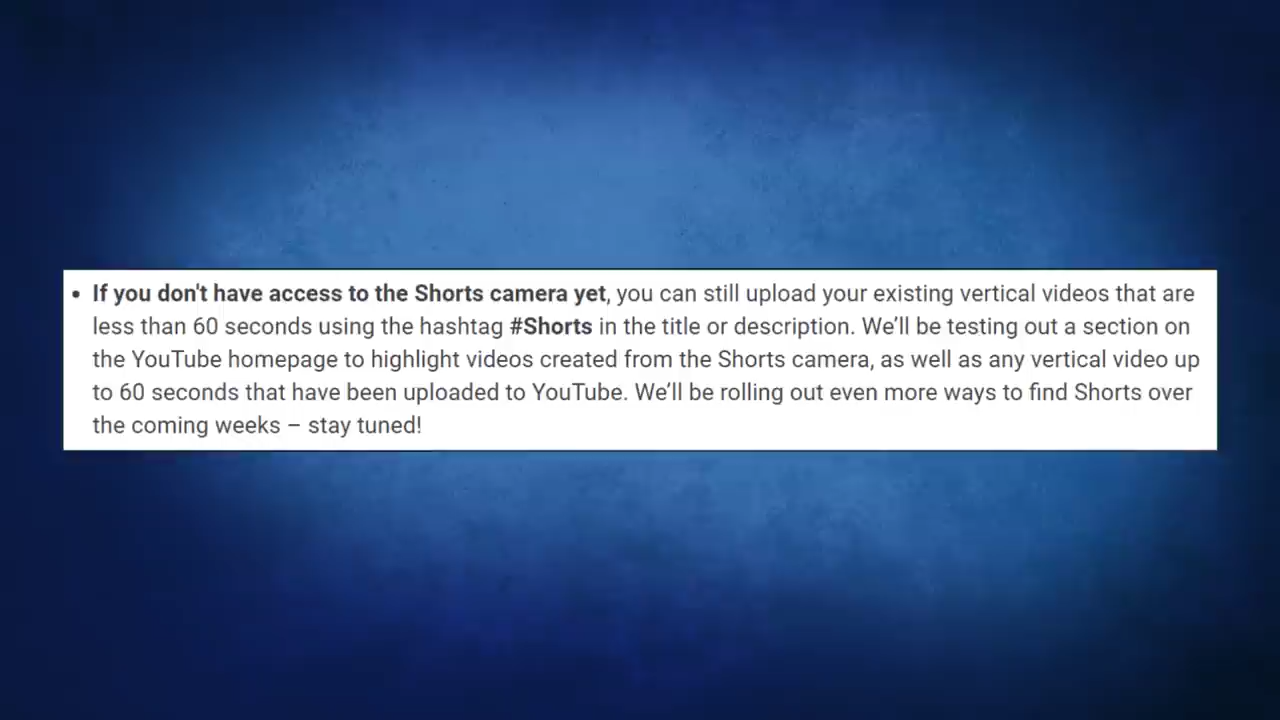 • If you don't have access to the Shorts camera yet, you can still upload your existing vertical videos that are
less than 60 seconds using the hashtag #Shorts in the title or description. We’ll be testing out a section on
the YouTube homepage to highlight videos created from the Shorts camera, as well as any vertical video up
to 60 seconds that have been uploaded to YouTube. We’ll be rolling out even more ways to find Shorts over
the coming weeks – stay tuned!